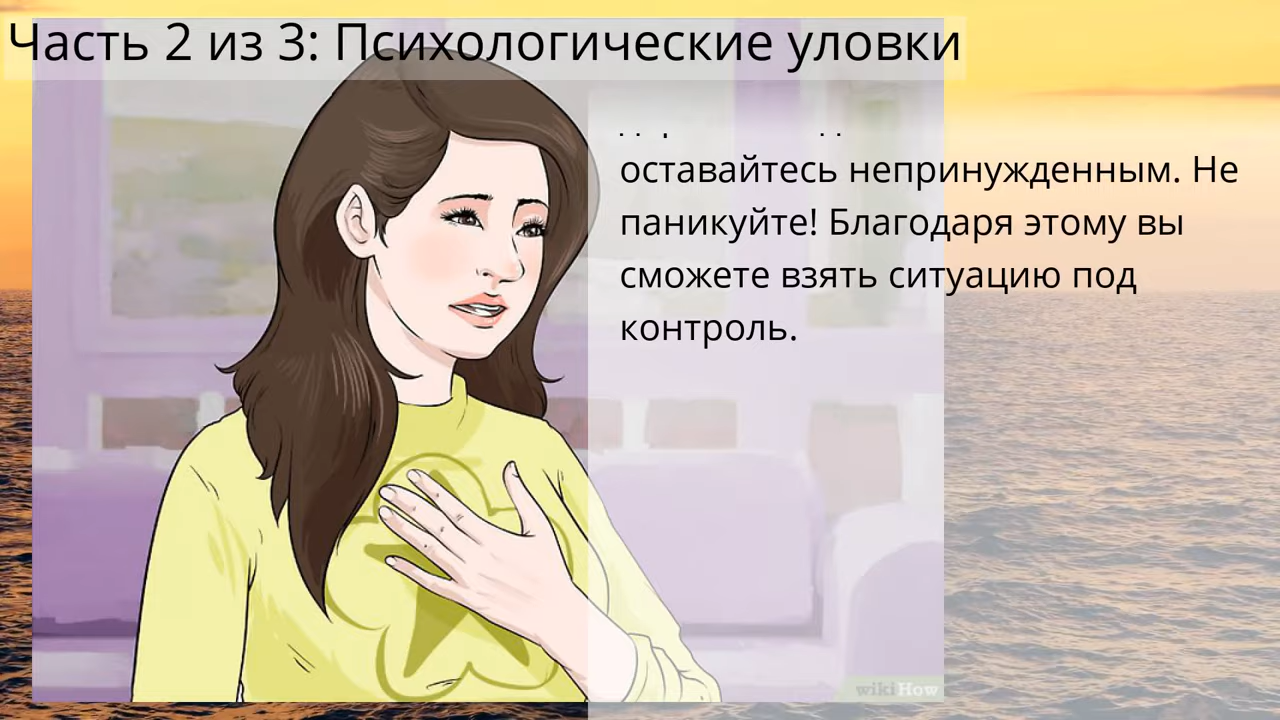 Часть 2 из 3: Психологические уловки
оставайтесь непринужденным. Не
паникуйте! Благодаря этому вы
сможете взять ситуацию под
контроль.
wikiHow